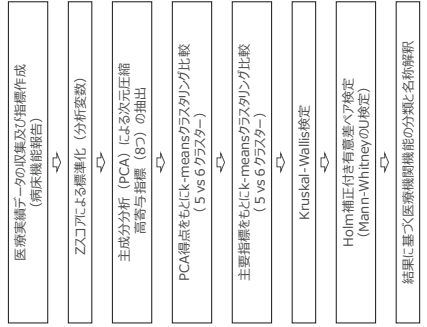 医療実績データの収集及び指標作成
(病床機能報告)
Zスコアによる標準化(分析変数)
主成分分析(PCA)による次元圧縮
高寄与指標(8つ)の抽出
PCA得点をもとにk-meansクラスタリング比較
(5 vs 6クラスター)
主要指標をもとにk-meansクラスタリング比較
(5 vs 6クラスター)
Kruskal-Wallis検定
Holm補正付き有意差ペア検定
(Mann-WhitneyのU検定)
結果に基づく医療機関機能の分類と名称解釈